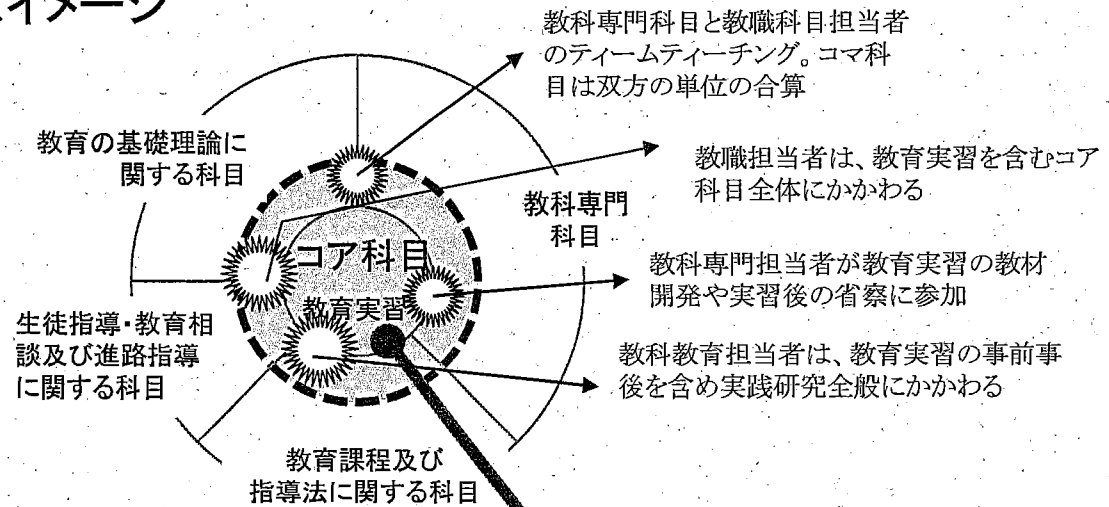 イメージ
教科専門科目と教職科目担当者
のティームティーチング。コマ科
目は双方の単位の合算
教育の基礎理論に
関する科目
教職担当者は、教育実習を含むコア
科目全体にかかわる
教科専門
科目
コア科目
教育実習
教科専門担当者が教育実習の教材
開発や実習後の省察に参加
生徒指導・教育相
談及び進路指導
に関する科目
教科教育担当者は、教育実習の事前事
後を含め実践研究全般にかかわる
教育課程及び
指導法に関する科目